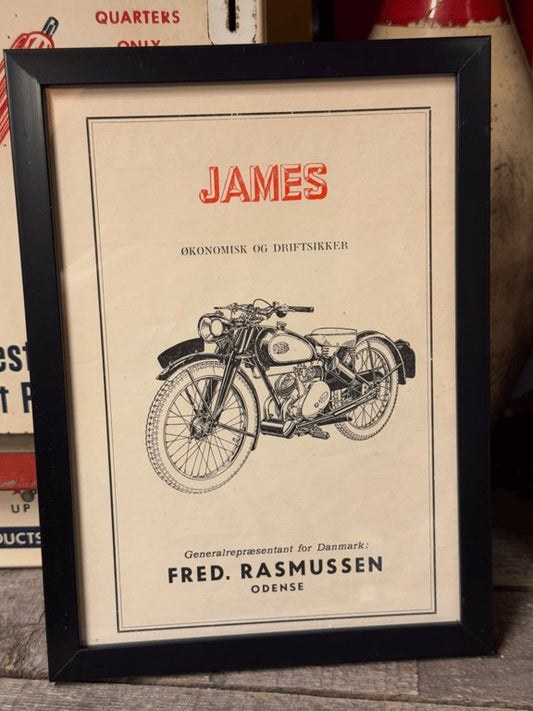 QUARTERS
ONLY
JAMES
ØKONOMISK OG DRIFTSIKKER
Generalrepræsentant for Danmark:
FRED. RASMUSSEN
ODENSE
UP